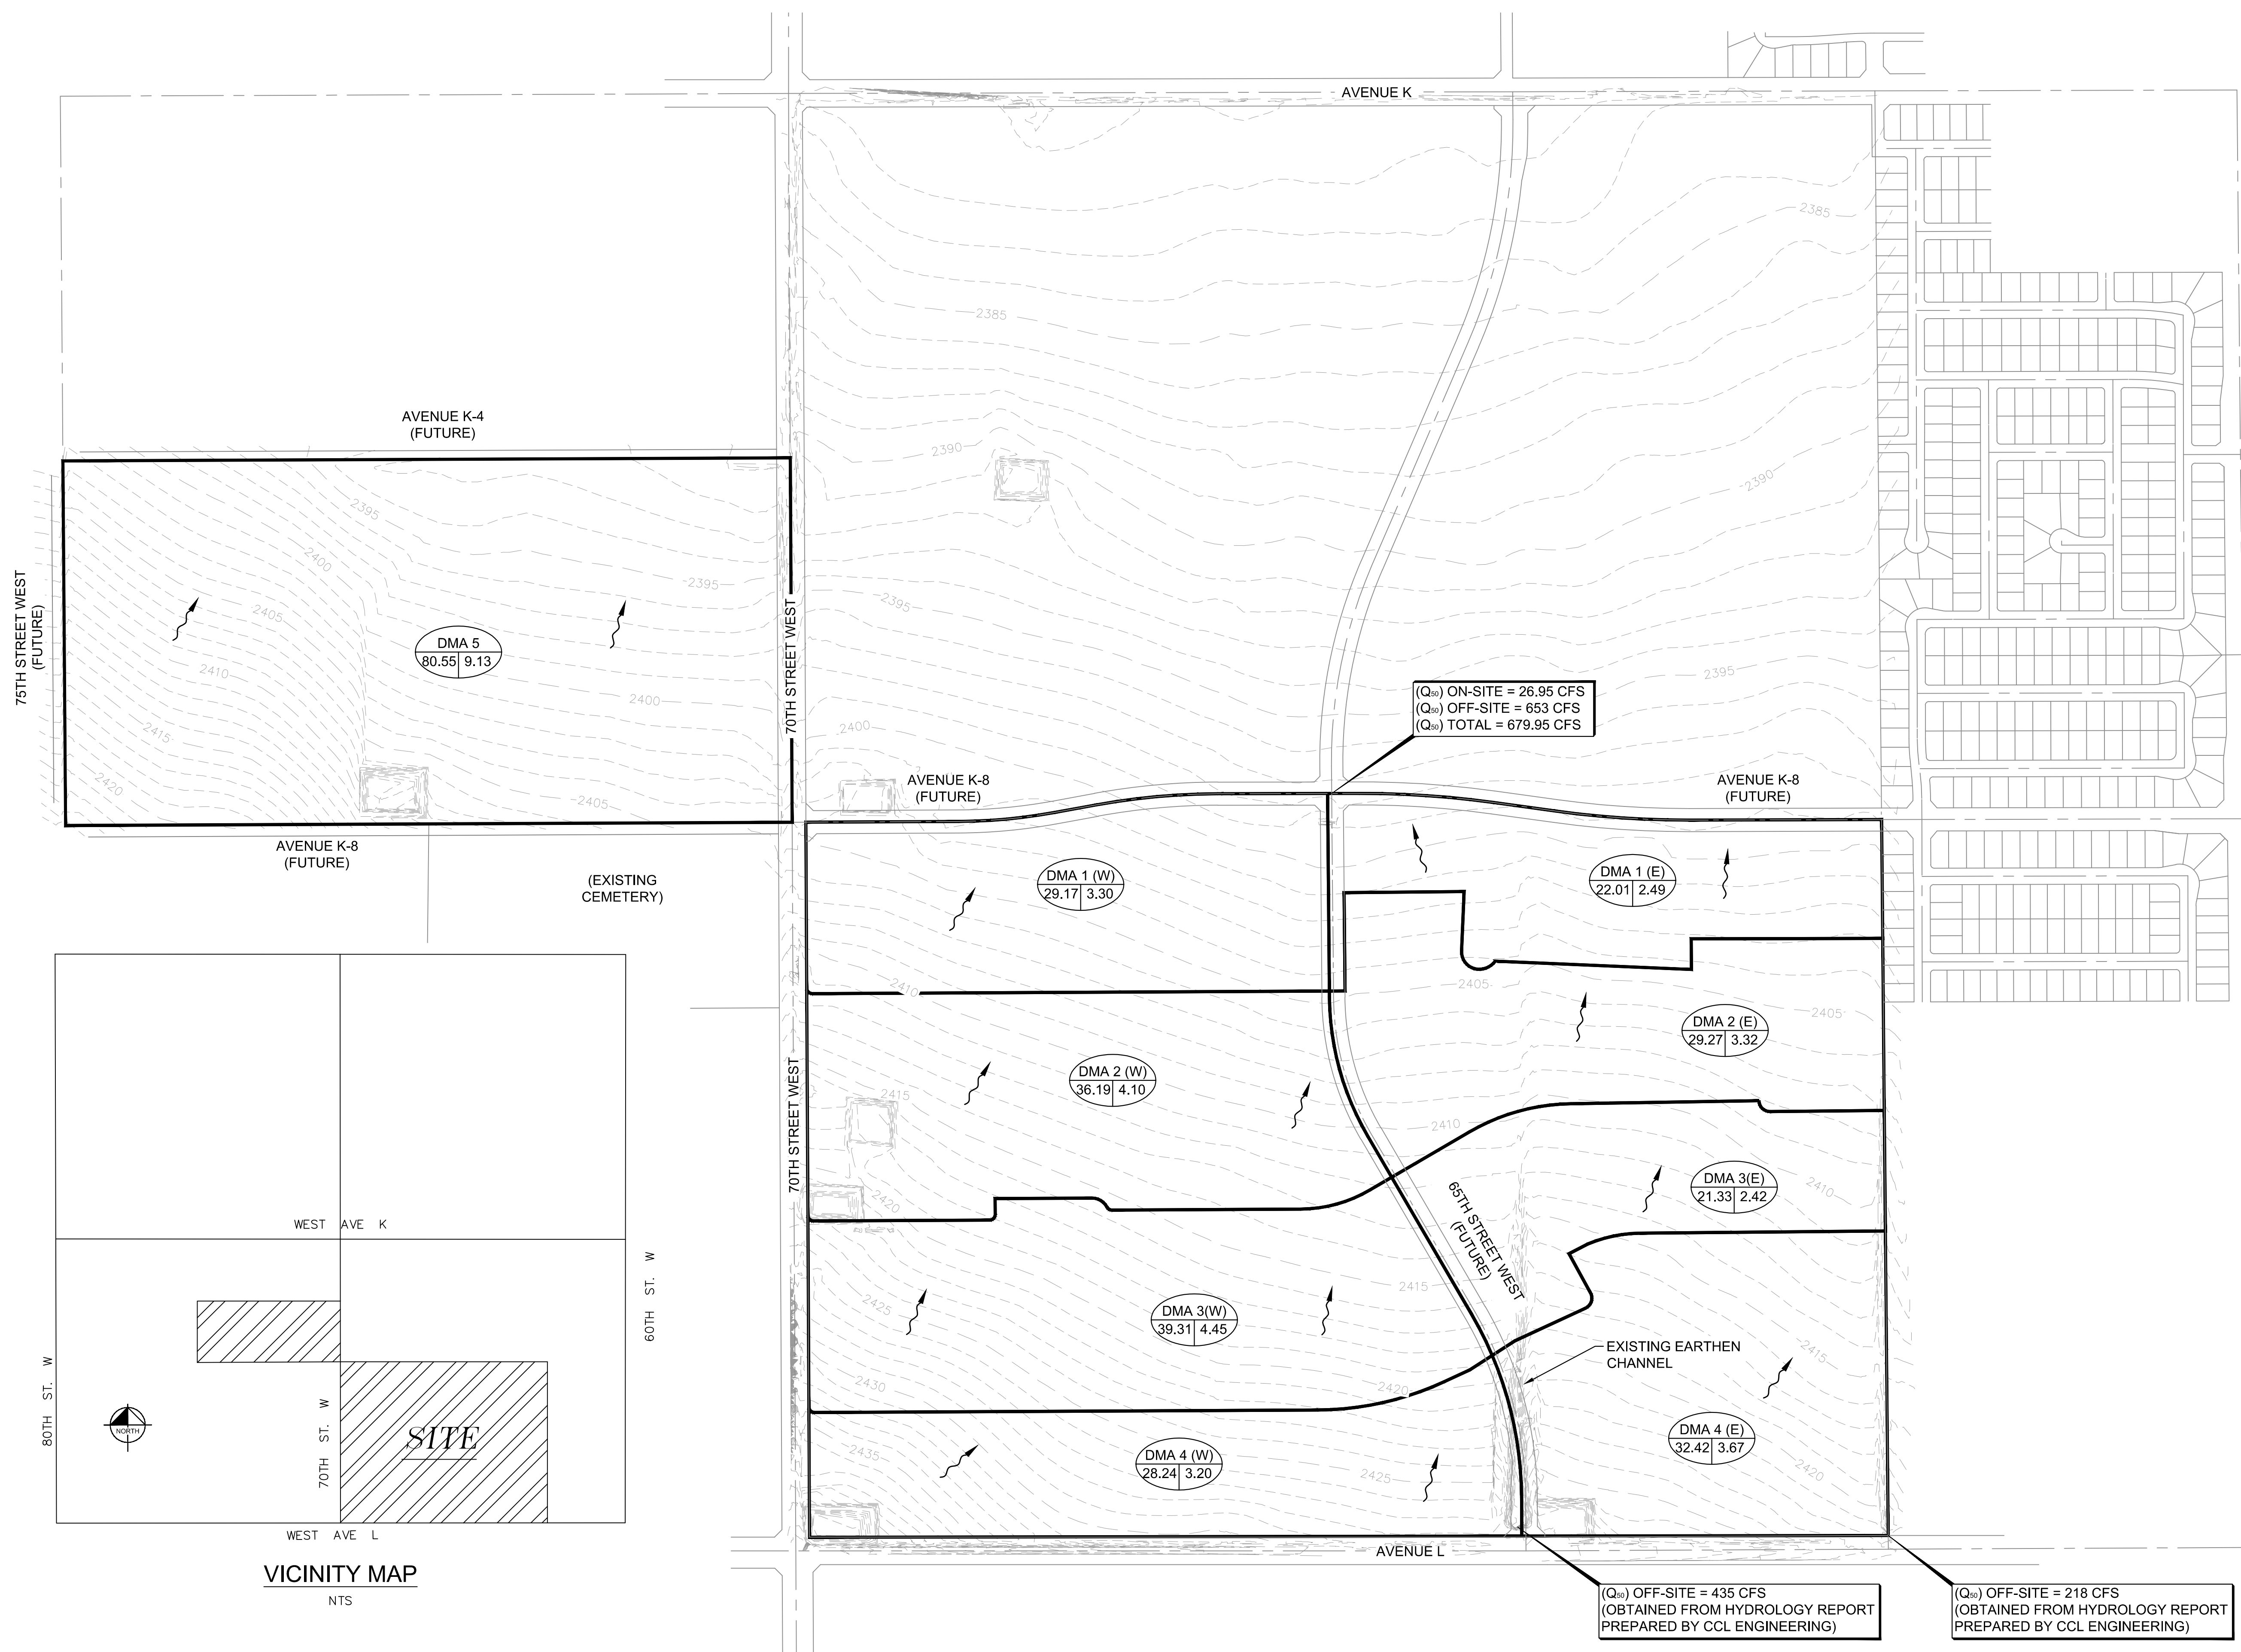 AVENUE K
2385
2385
AVENUE K-4
(FUTURE)
2390
2390
2395
2400
2395
2395
2395
2405
75TH STREET WEST
(FUTURE)
DMA 5
80.55 9.13
70TH STREET WEST
2410
2400
2400
2415
2420
2405
(Q50) ON-SITE = 26.95 CFS
(Q50) OFF-SITE = 653 CFS
(Q50) TOTAL = 679.95 CFS
AVENUE K-8
(FUTURE)
AVENUE K-8
(FUTURE)
AVENUE K-8
(FUTURE)
(EXISTING
CEMETERY)
DMA 1 (W)
29.17 3.30
DMA 1 (E)
22.01 2.49
2410
2405
2405
DMA 2 (E)
29.27 3.32
DMA 2 (W)
36.19 4.10
70TH STREET WEST
2415
2410
2420
DMA 3(E)
21.33 2.42
2410
65TH STREET WEST
(FUTURE)
2415
2425
DMA 3(W)
39.31 4.45
EXISTING EARTHEN
CHANNEL
2415
2430
2420
DMA 4 (E)
32.42 3.67
2435
DMA 4 (W)
28.24 3.20
2425
2420
AVENUE L
WEST AVE K
60TH ST. W
80TH ST. W
70TH ST. W
NORTH
SITE
WEST AVE L
VICINITY MAP
NTS
(Q50) OFF-SITE = 435 CFS
(OBTAINED FROM HYDROLOGY REPORT
PREPARED BY CCL ENGINEERING)
(Q50) OFF-SITE = 218 CFS
(OBTAINED FROM HYDROLOGY REPORT
PREPARED BY CCL ENGINEERING)